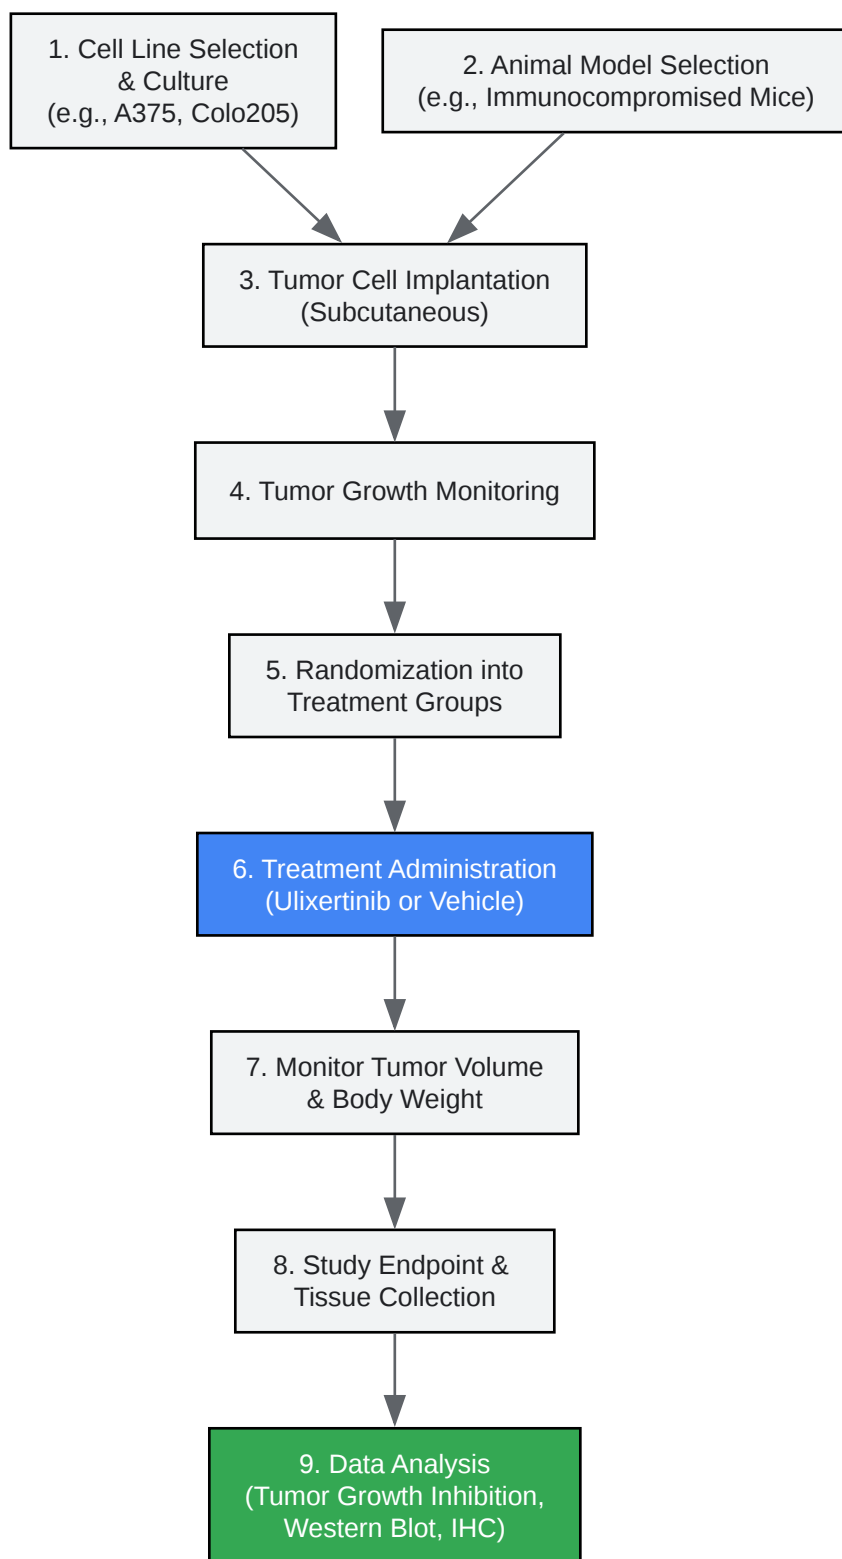 1. Cell Line Selection
& Culture
(e.g., A375, Colo205)
2. Animal Model Selection
(e.g., Immunocompromised Mice)
3. Tumor Cell Implantation
(Subcutaneous)
4. Tumor Growth Monitoring
5. Randomization into
Treatment Groups
6. Treatment Administration
(Ulixertinib or Vehicle)
7. Monitor Tumor Volume
& Body Weight
8. Study Endpoint &
Tissue Collection
9. Data Analysis
(Tumor Growth Inhibition,
Western Blot, IHC)